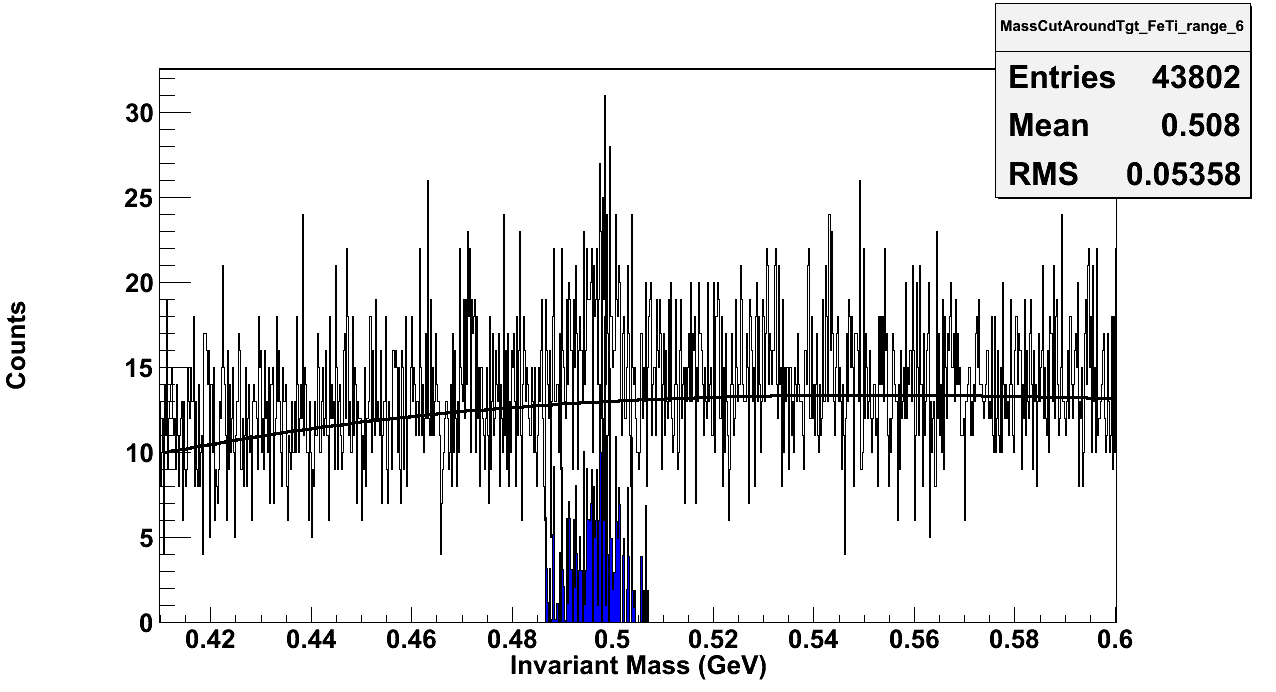 MassCutAroundTgt_FeTi_range_6
Entries 43802
Mean 0.508
RMS 0.05358
Counts
30
25
20
15
10
5
0
0.42 0.44 0.46 0.48 0.5 0.52 0.54 0.56 0.58 0.6
Invariant Mass (GeV)